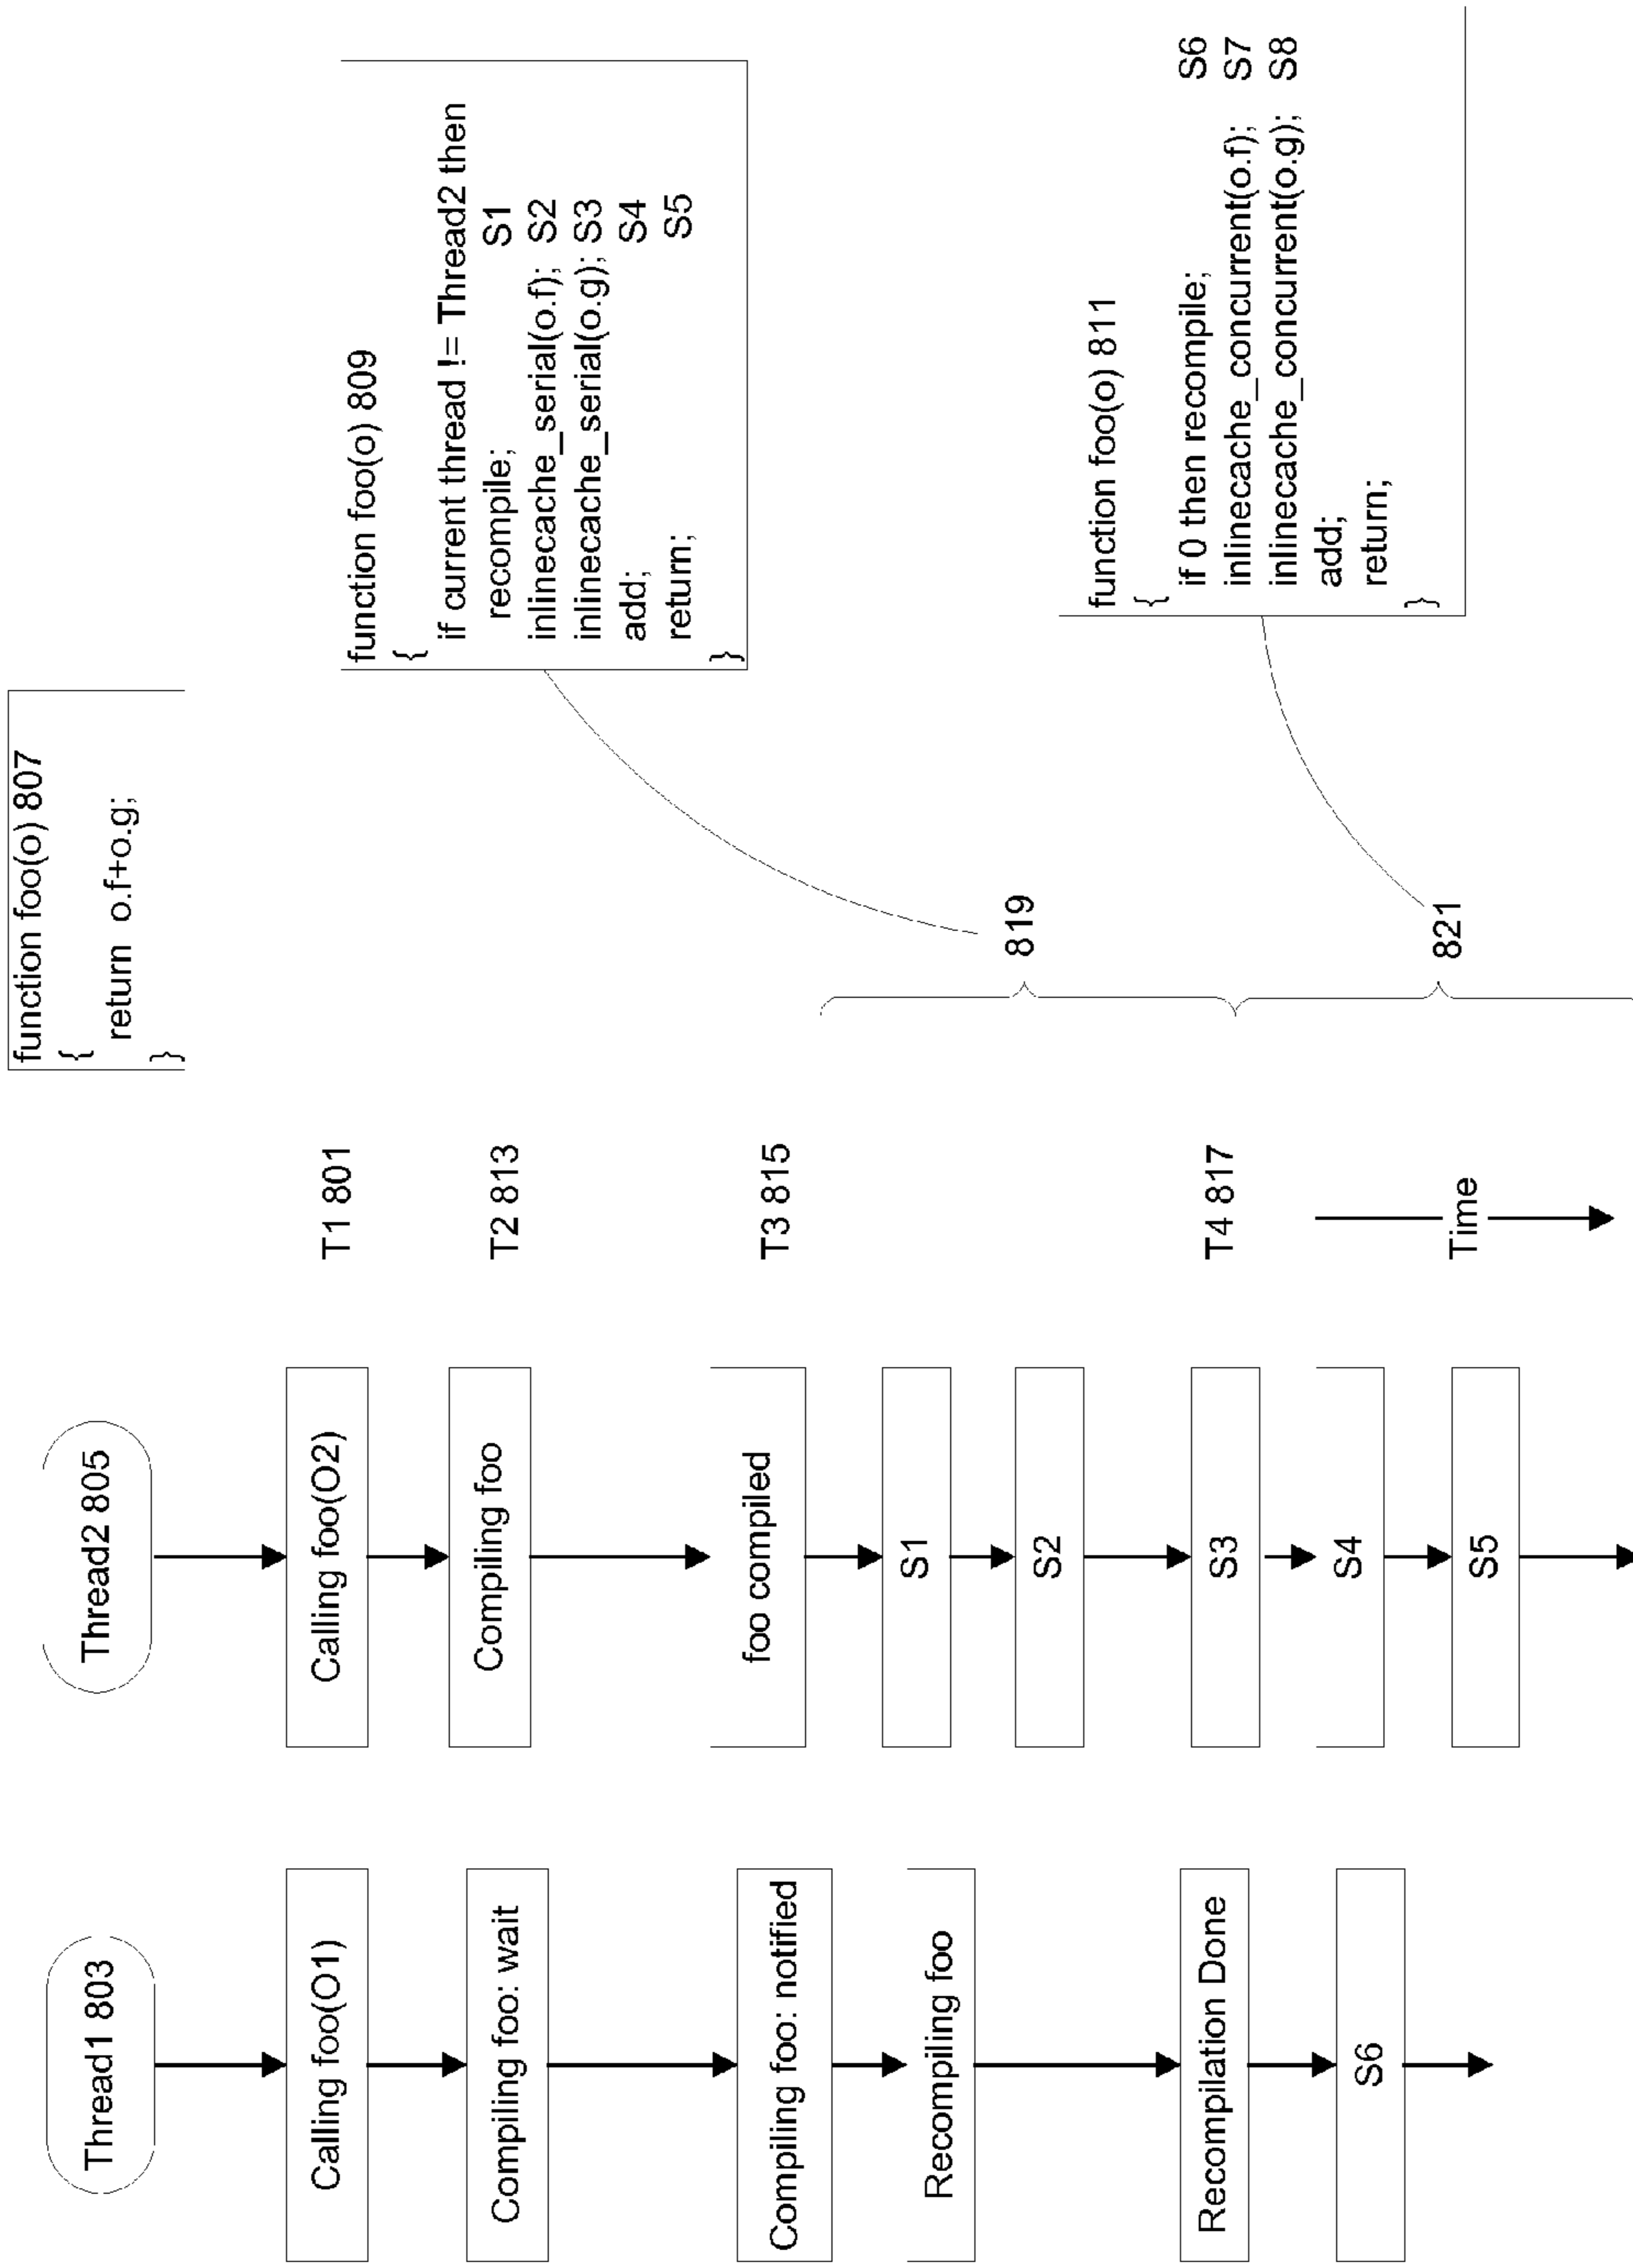 Thread1 803
Calling foo(O1)
Compiling foo: wait
Compiling foo: notified
Recompiling foo
Recompilation Done
S6
Thread2 805
Calling foo(O2)
Compiling foo
foo compiled
S1
S2
S3
S4
S5
T1 801
T2 813
T3 815
T4 817
Time
819
821
function foo(o) 807
{
return o.f+o.g;
}
function foo(o) 809
{
if current thread != Thread2 then
recompile; S1
inlinecache_serial(o.f); S2
inlinecache_serial(o.g); S3
add; S4
return; S5
}
function foo(o) 811
{
if 0 then recompile; S6
inlinecache_concurrent(o.f); S7
inlinecache_concurrent(o.g); S8
add;
return;
}